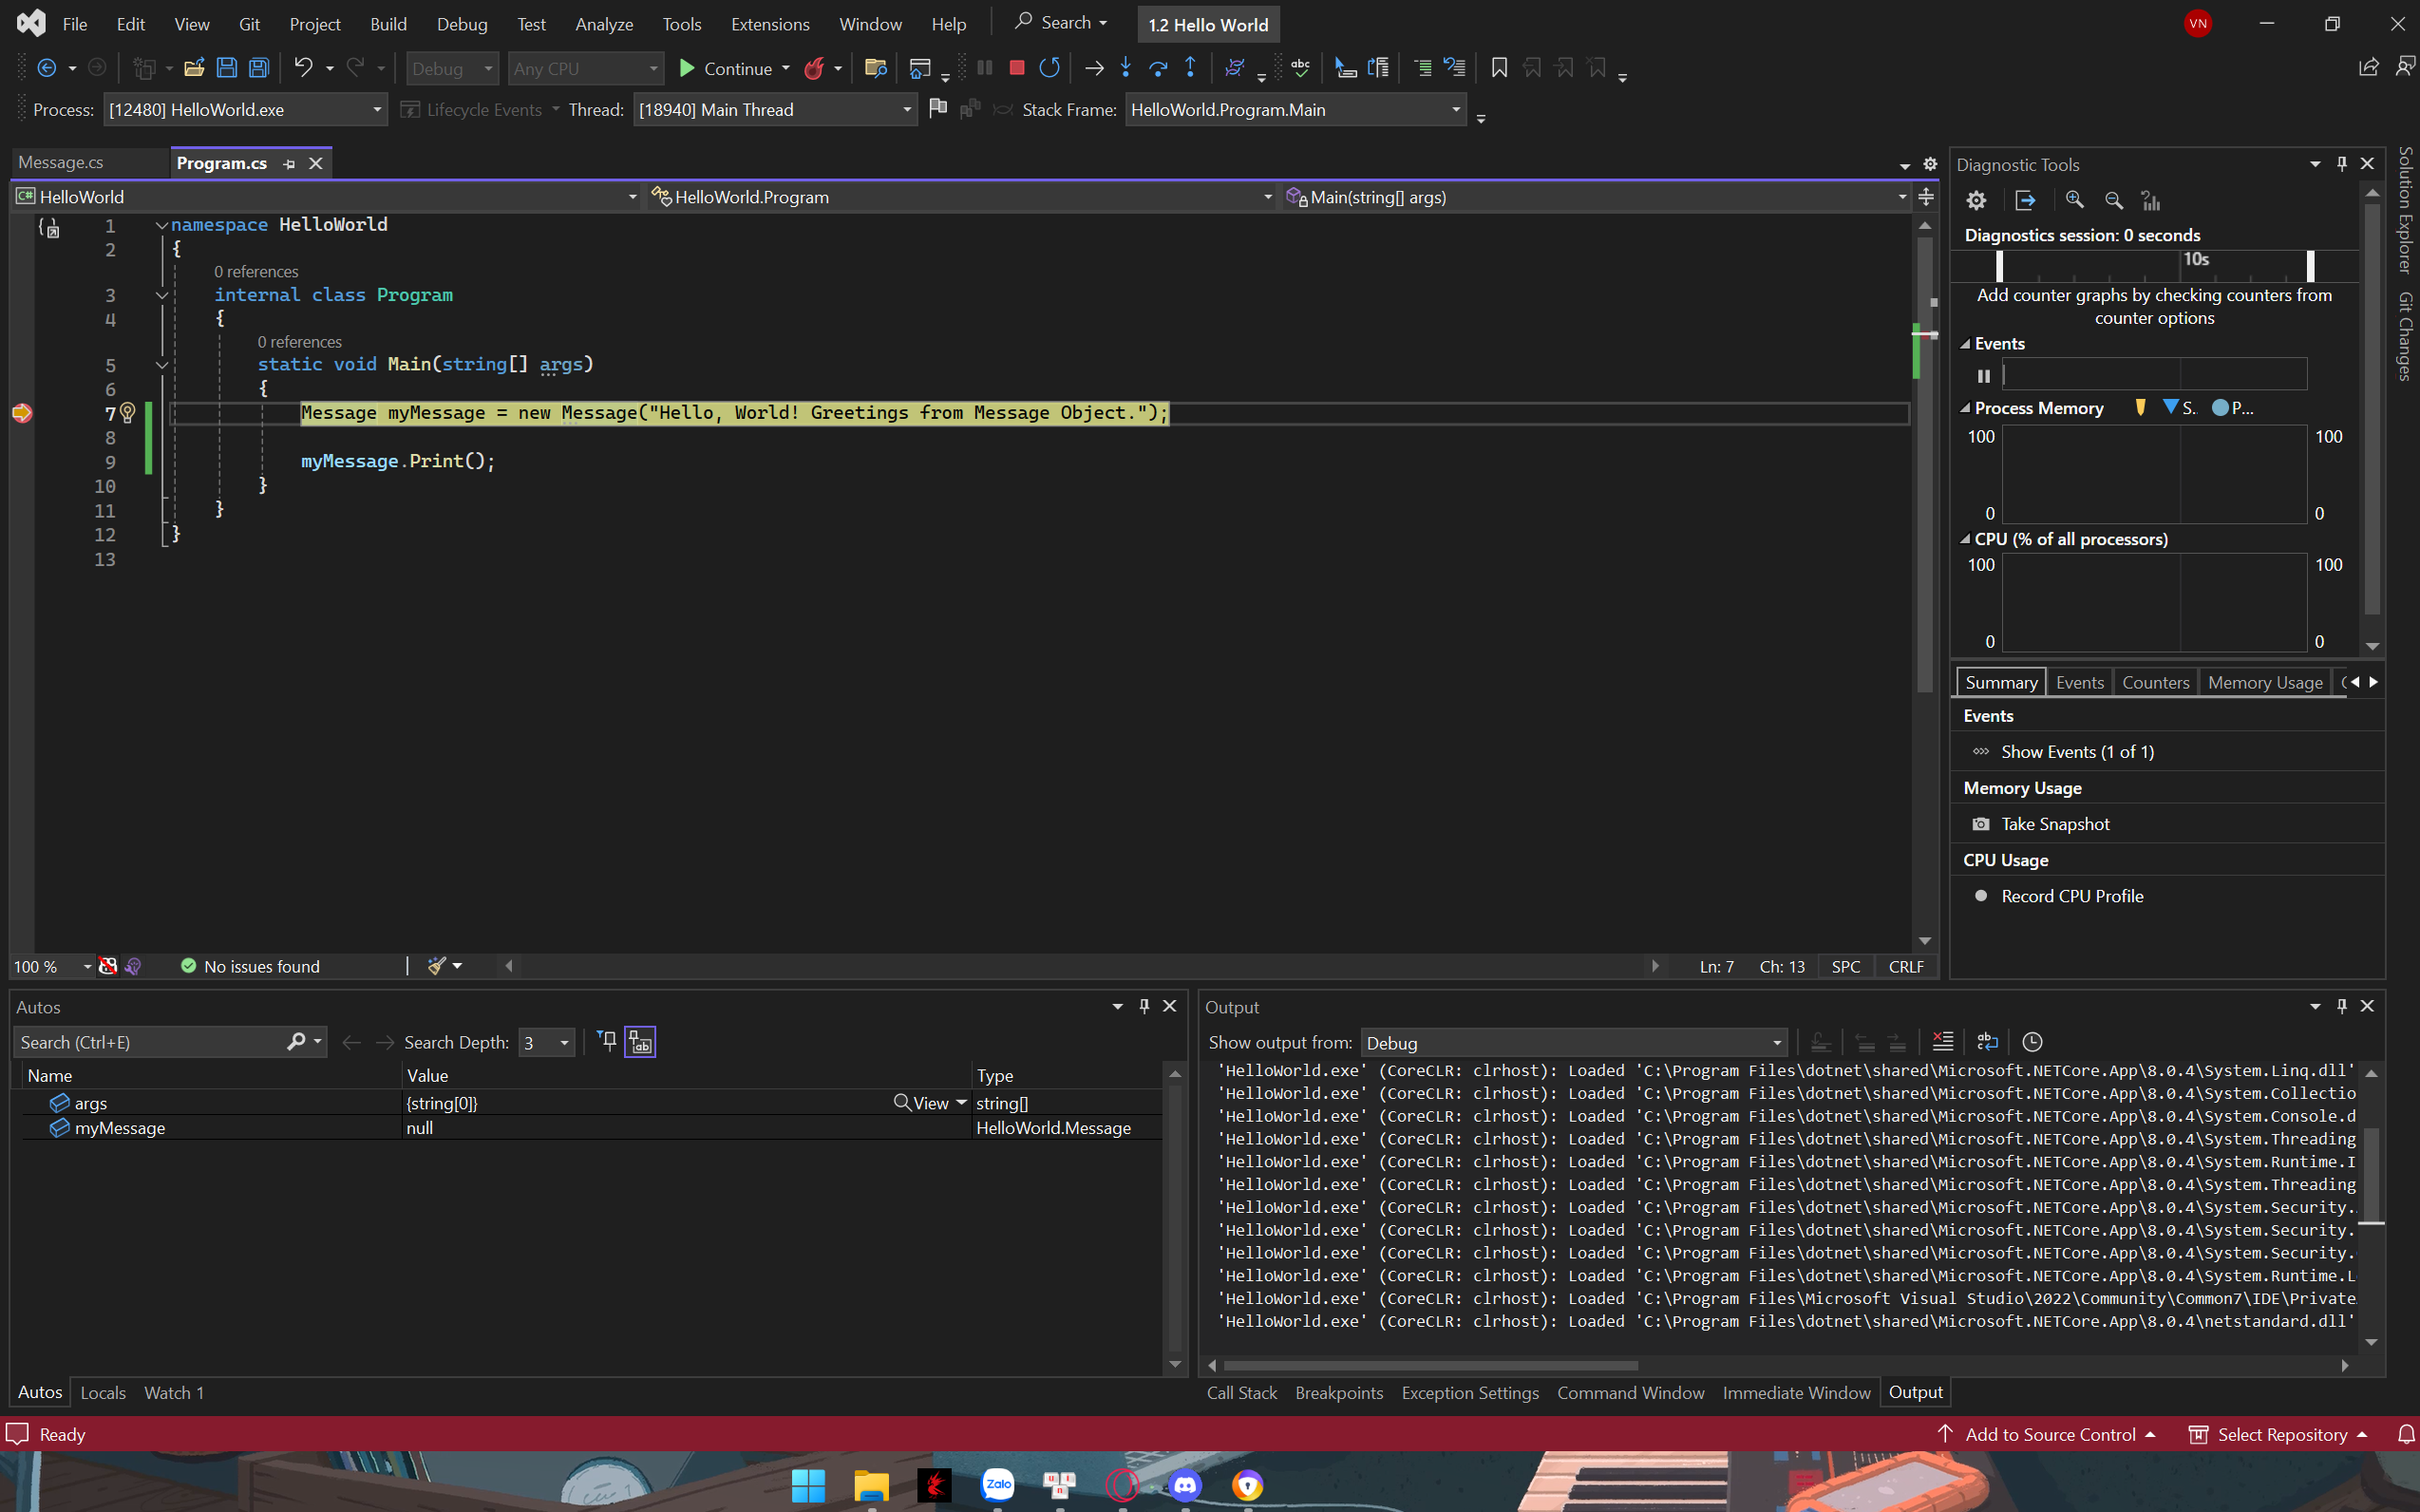 File Edit View Git Project Build Debug Test Analyze Tools Extensions Window Help Search 1.2 Hello World VN
Debug Any CPU Continue abc
Process: [12480] HelloWorld.exe Lifecycle Events Thread: [18940] Main Thread Stack Frame: HelloWorld.Program.Main
Message.cs Program.cs
C# HelloWorld HelloWorld.Program Main(string[] args)
1 namespace HelloWorld
2 {
0 references
3 internal class Program
4 {
0 references
5 static void Main(string[] args)
6 {
7 Message myMessage = new Message("Hello, World! Greetings from Message Object.");
8
9 myMessage.Print();
10 }
11 }
12 }
13
100 % No issues found Ln: 7 Ch: 13 SPC CRLF
Diagnostic Tools
Diagnostics session: 0 seconds
10s
Add counter graphs by checking counters from
counter options
Events
Process Memory S.. P...
100 100
0 0
CPU (% of all processors)
100 100
0 0
Summary Events Counters Memory Usage
Events
Show Events (1 of 1)
Memory Usage
Take Snapshot
CPU Usage
Record CPU Profile
Solution Explorer
Git Changes
Autos
Search (Ctrl+E) Search Depth: 3
Name Value Type
args {string[0]} View string[]
myMessage null HelloWorld.Message
Autos Locals Watch 1
Output
Show output from: Debug
'HelloWorld.exe' (CoreCLR: clrhost): Loaded 'C:\Program Files\dotnet\shared\Microsoft.NETCore.App\8.0.4\System.Linq.dll'
'HelloWorld.exe' (CoreCLR: clrhost): Loaded 'C:\Program Files\dotnet\shared\Microsoft.NETCore.App\8.0.4\System.Collectio
'HelloWorld.exe' (CoreCLR: clrhost): Loaded 'C:\Program Files\dotnet\shared\Microsoft.NETCore.App\8.0.4\System.Console.d
'HelloWorld.exe' (CoreCLR: clrhost): Loaded 'C:\Program Files\dotnet\shared\Microsoft.NETCore.App\8.0.4\System.Threading
'HelloWorld.exe' (CoreCLR: clrhost): Loaded 'C:\Program Files\dotnet\shared\Microsoft.NETCore.App\8.0.4\System.Runtime.I
'HelloWorld.exe' (CoreCLR: clrhost): Loaded 'C:\Program Files\dotnet\shared\Microsoft.NETCore.App\8.0.4\System.Threading
'HelloWorld.exe' (CoreCLR: clrhost): Loaded 'C:\Program Files\dotnet\shared\Microsoft.NETCore.App\8.0.4\System.Security.
'HelloWorld.exe' (CoreCLR: clrhost): Loaded 'C:\Program Files\dotnet\shared\Microsoft.NETCore.App\8.0.4\System.Security.
'HelloWorld.exe' (CoreCLR: clrhost): Loaded 'C:\Program Files\dotnet\shared\Microsoft.NETCore.App\8.0.4\System.Security.
'HelloWorld.exe' (CoreCLR: clrhost): Loaded 'C:\Program Files\dotnet\shared\Microsoft.NETCore.App\8.0.4\System.Runtime.L
'HelloWorld.exe' (CoreCLR: clrhost): Loaded 'C:\Program Files\Microsoft Visual Studio\2022\Community\Common7\IDE\Private
'HelloWorld.exe' (CoreCLR: clrhost): Loaded 'C:\Program Files\dotnet\shared\Microsoft.NETCore.App\8.0.4\netstandard.dll'
Call Stack Breakpoints Exception Settings Command Window Immediate Window Output
Ready Add to Source Control Select Repository
Zalo